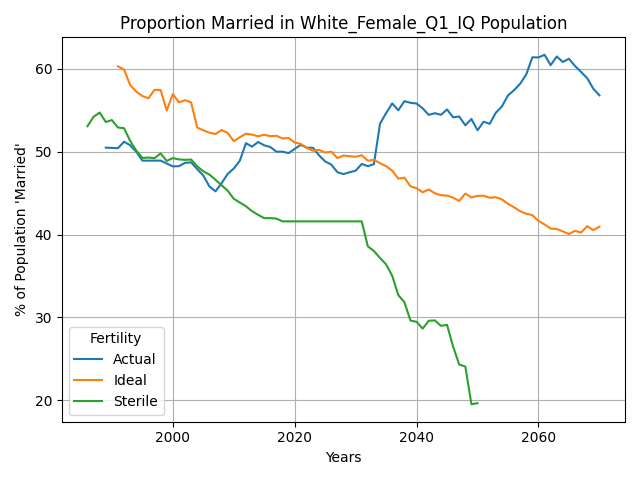 Proportion Married in White_Female_Q1_IQ Population
% of Population 'Married'
60
50
40
30
20
Fertility
Actual
Ideal
Sterile
2000 2020 2040 2060
Years